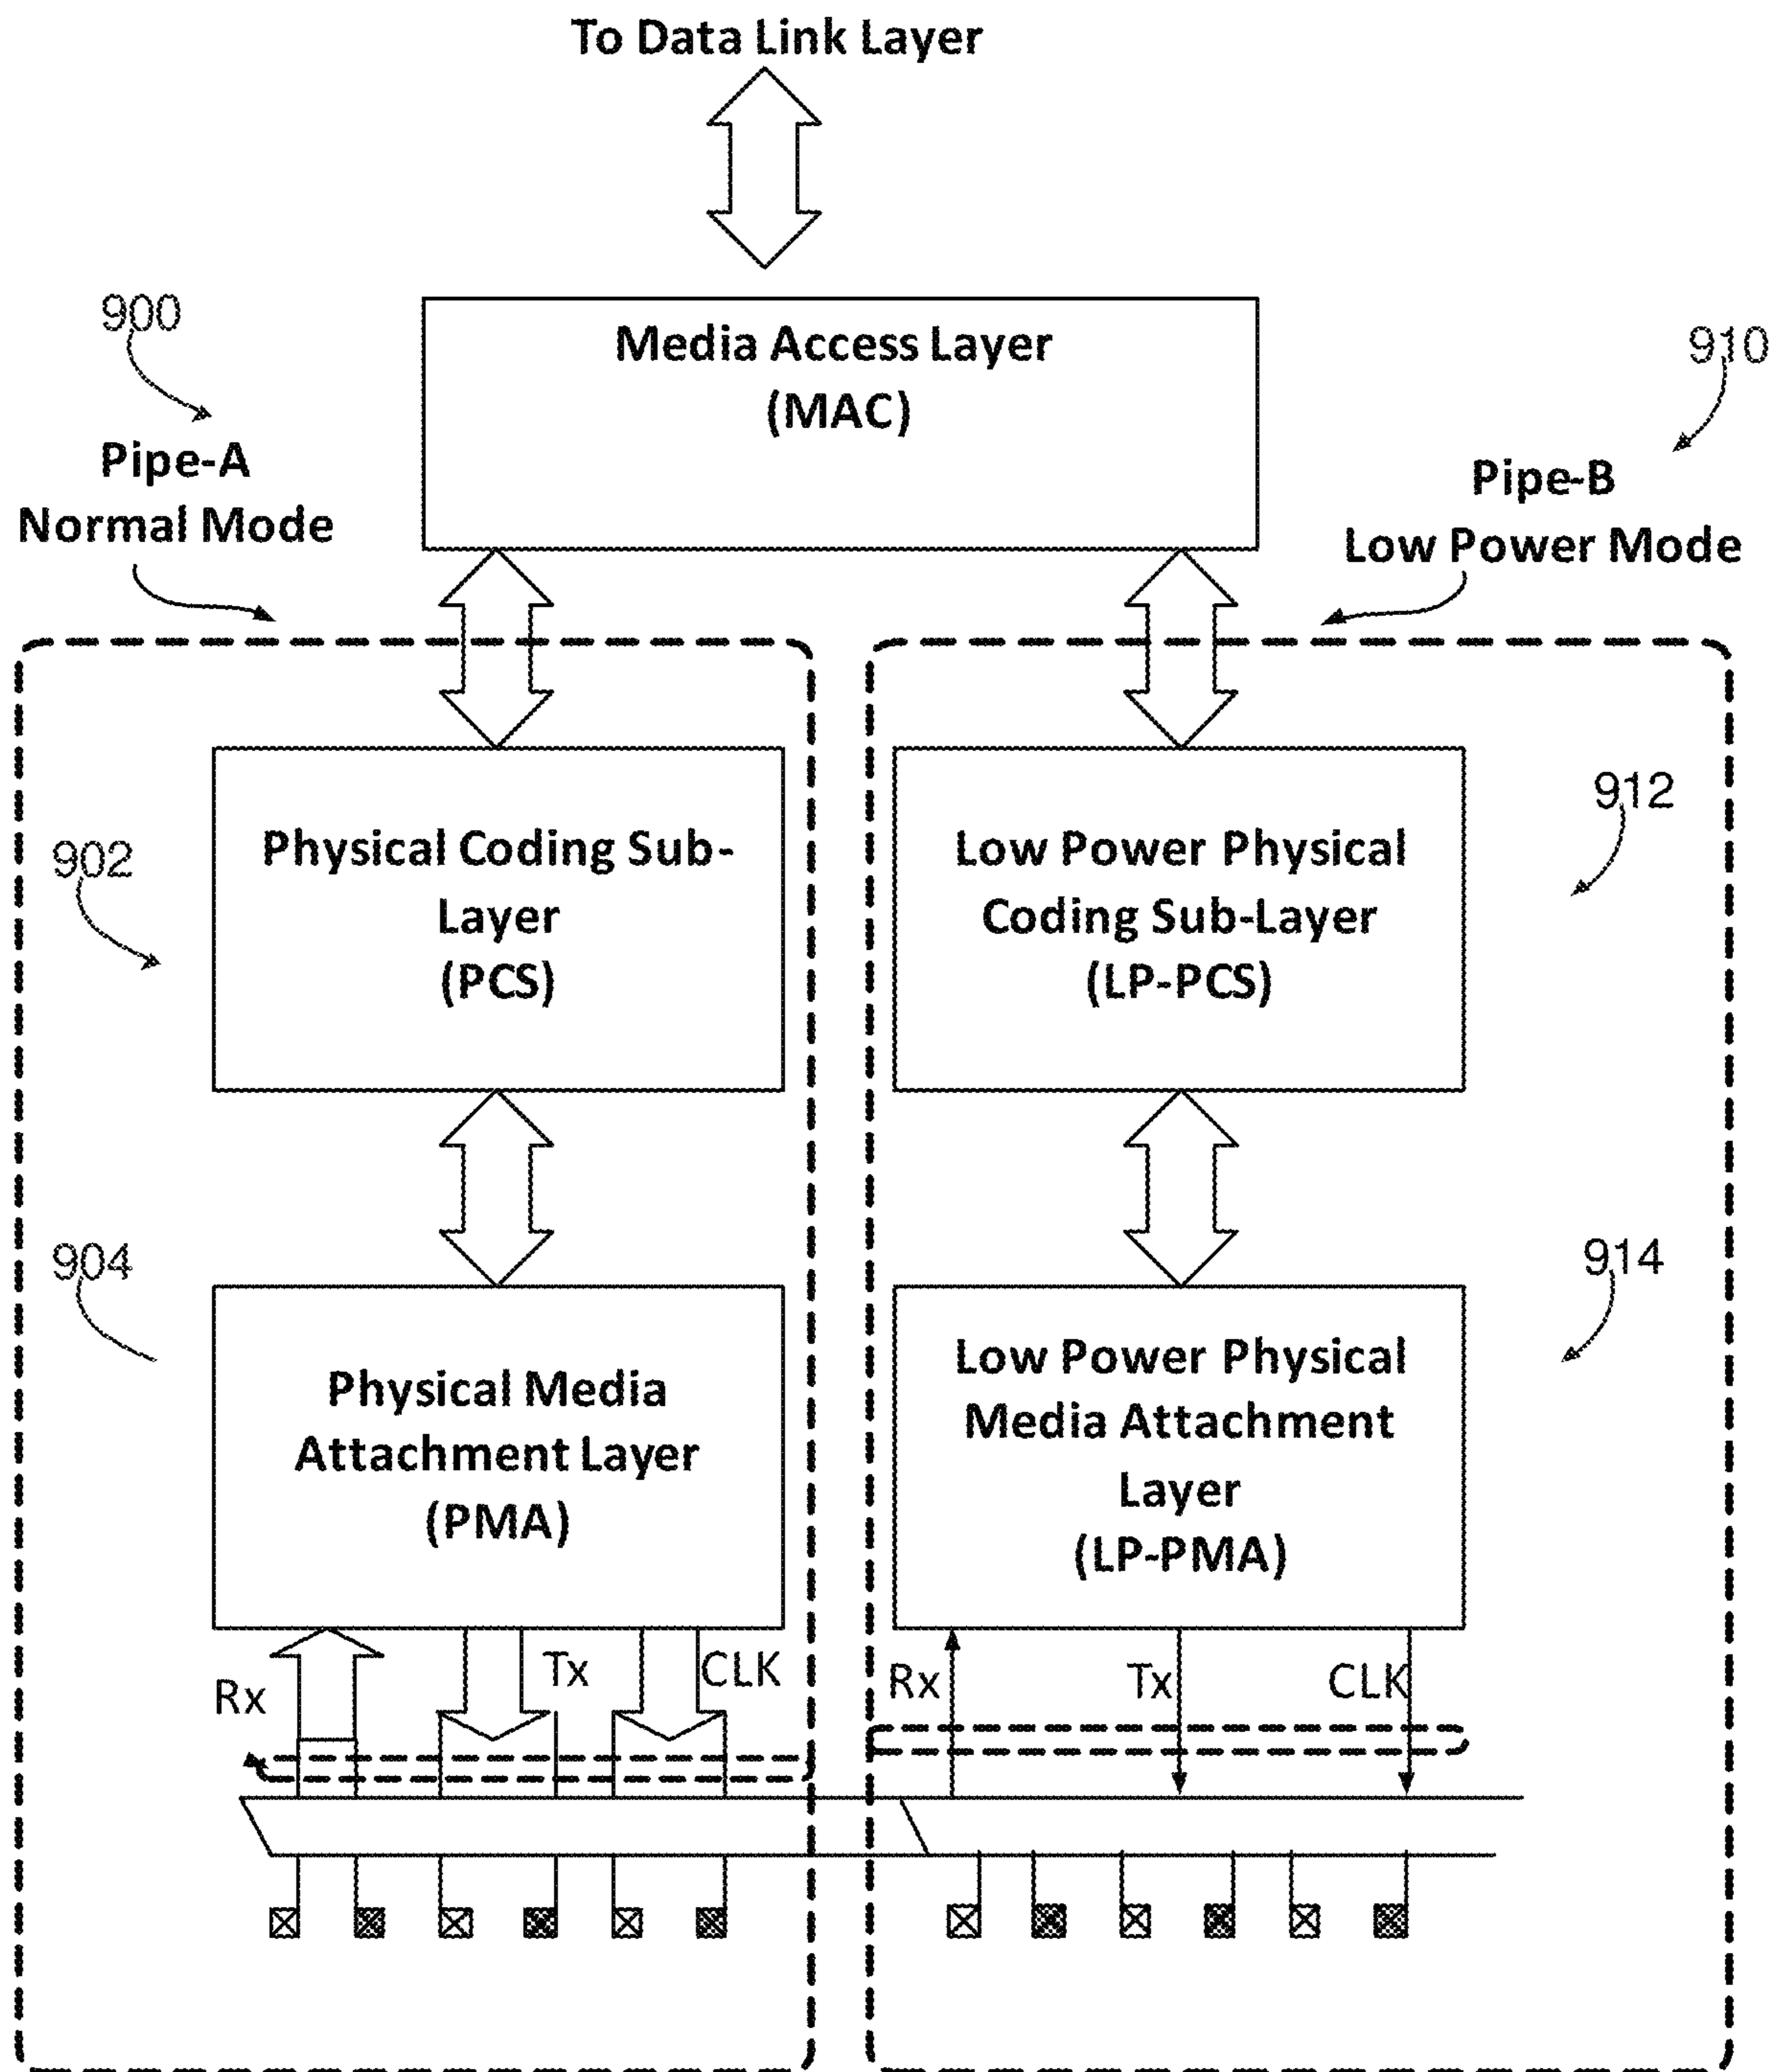 To Data Link Layer
900
Media Access Layer
(MAC)
910
Pipe-A
Normal Mode
Pipe-B
Low Power Mode
902
Physical Coding Sub-
Layer
(PCS)
Low Power Physical
Coding Sub-Layer
(LP-PCS)
912
904
Physical Media
Attachment Layer
(PMA)
Low Power Physical
Media Attachment
Layer
(LP-PMA)
914
Rx
Tx
CLK
Rx
Tx
CLK